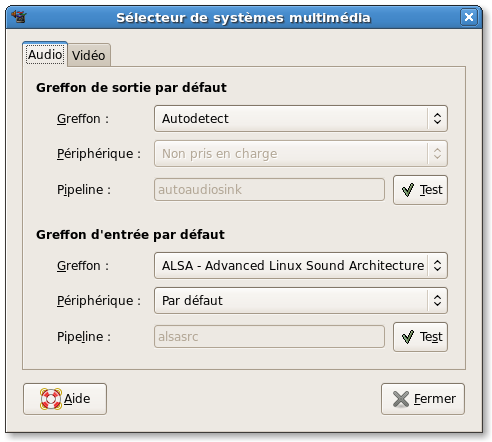 Sélecteur de systèmes multimédia
Audio Vidéo
Greffon de sortie par défaut
Greffon : Autodetect
Périphérique : Non pris en charge
Pipeline : autoaudiosink Test
Greffon d'entrée par défaut
Greffon : ALSA - Advanced Linux Sound Architecture
Périphérique : Par défaut
Pipeline : alsasrc Test
Aide Fermer